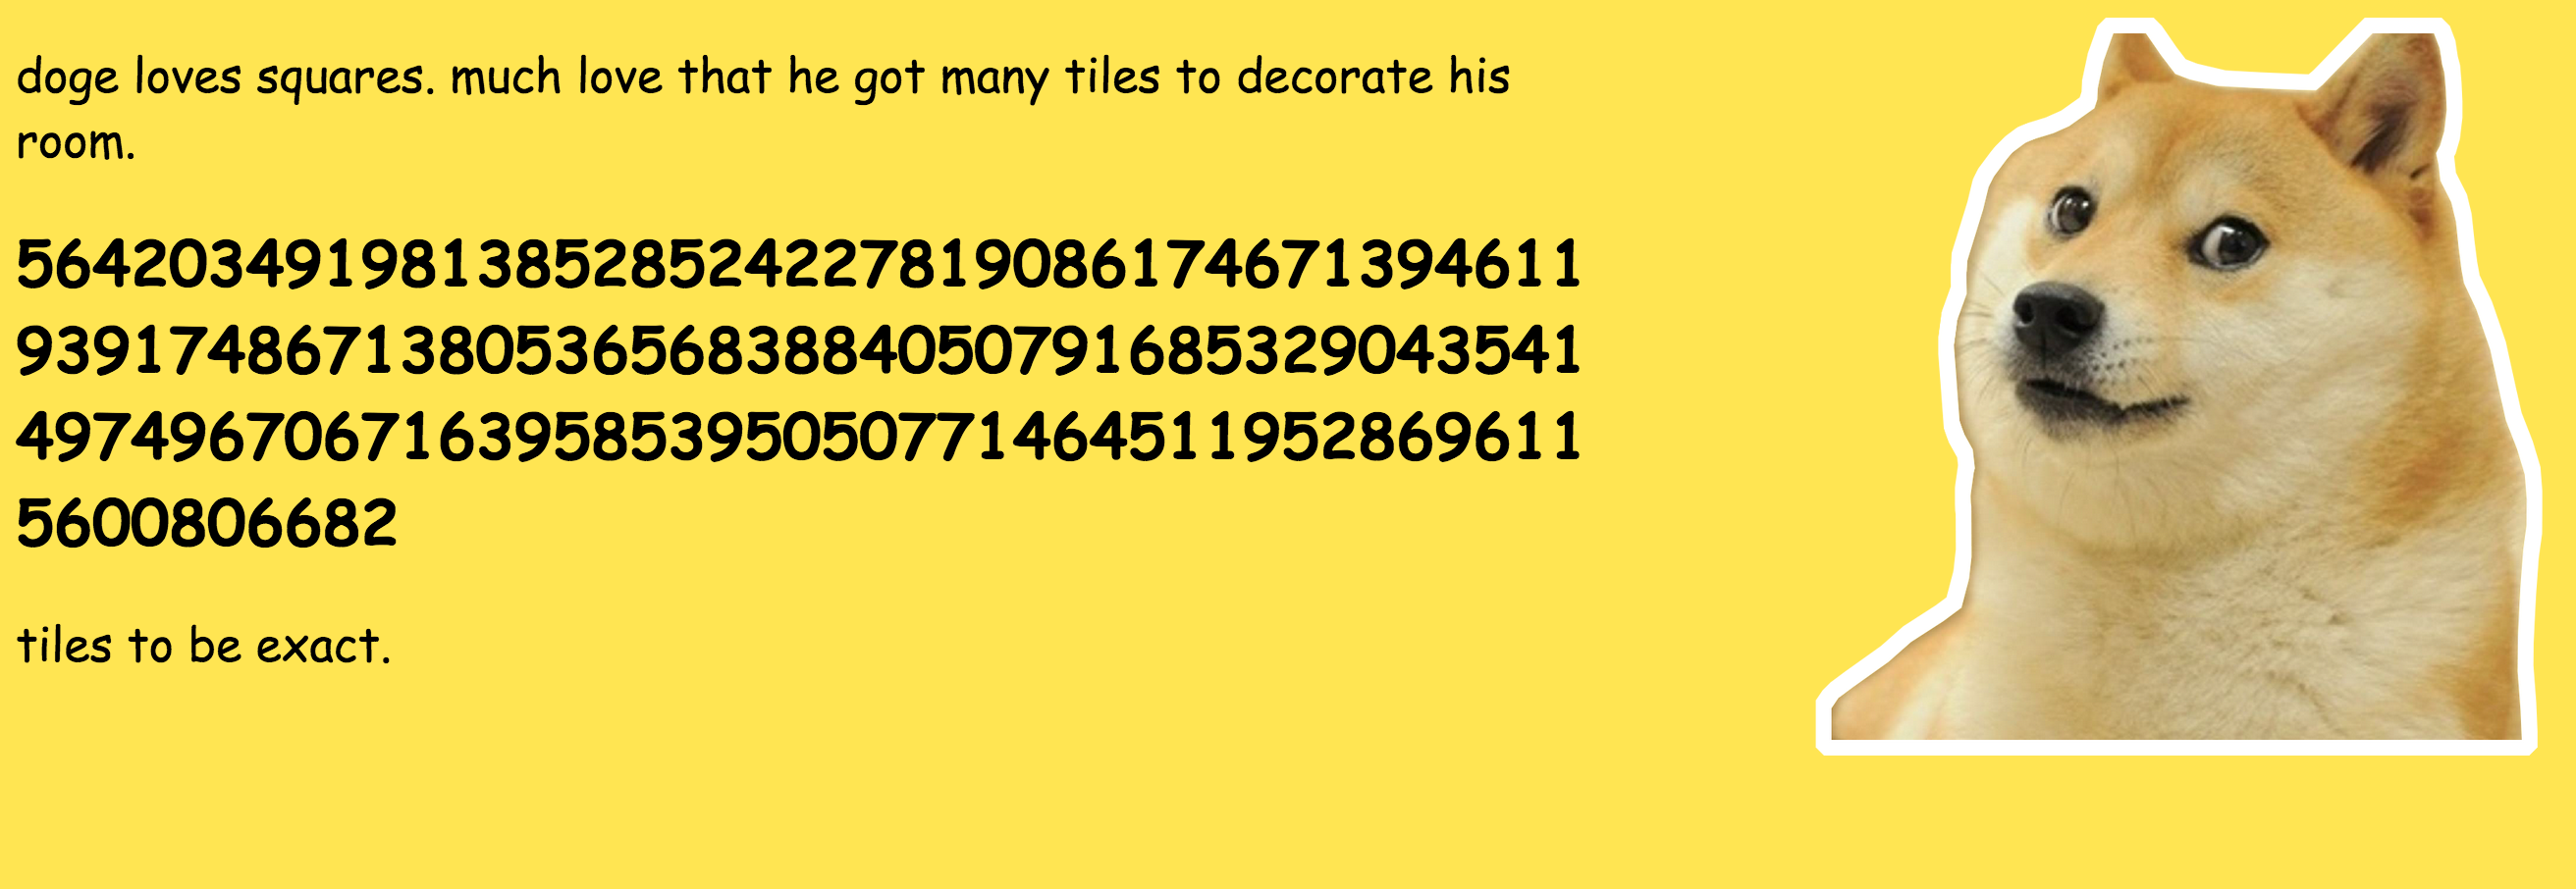 doge loves squares. much love that he got many tiles to decorate his
room.
56420349198138528524227819086174671394611
93917486713805365683884050791685329043541
49749670671639585395050771464511952869611
5600806682
tiles to be exact.